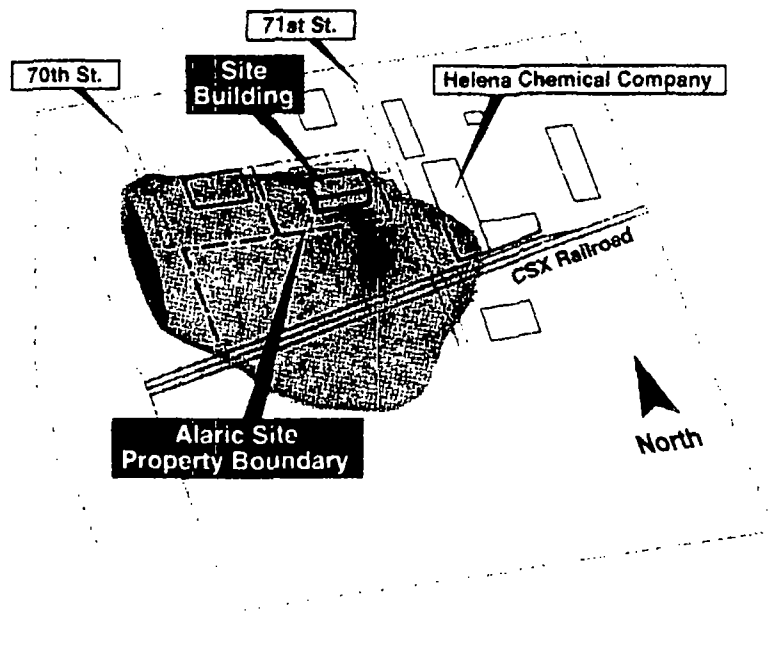 71st St.
70th St.
Site
Building
Helena Chemical Company
CSX Railroad
North
Alaric Site
Property Boundary